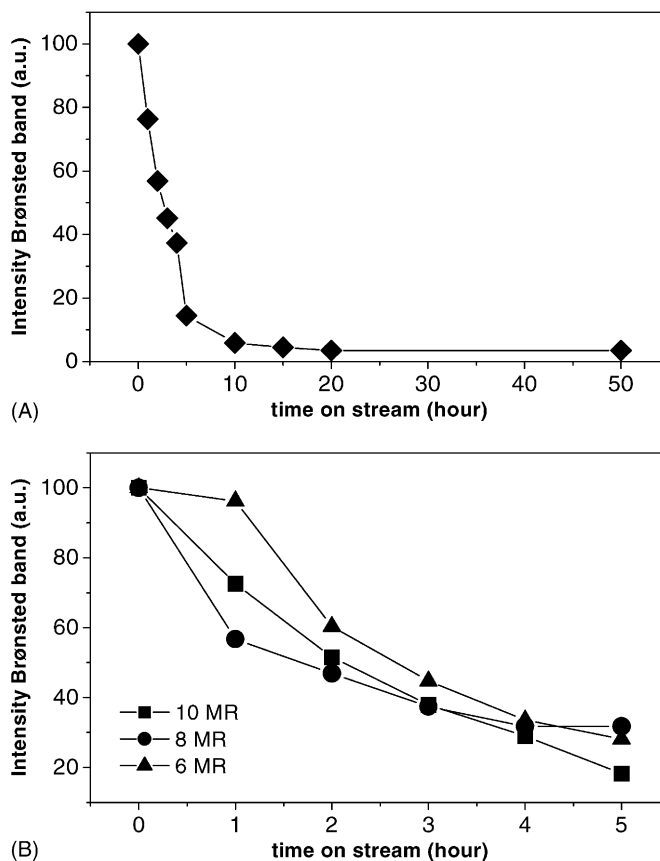 Intensity Brønsted band (a.u.)
100
80
60
40
20
0
0 10 20 30 40 50
time on stream (hour)
(A)
Intensity Brønsted band (a.u.)
100
80
60
40
20
10 MR
8 MR
6 MR
0 1 2 3 4 5
time on stream (hour)
(B)